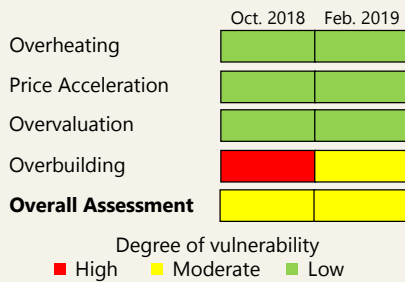 Oct. 2018 Feb. 2019
Overheating
Price Acceleration
Overvaluation
Overbuilding
Overall Assessment
Degree of vulnerability
High Moderate Low